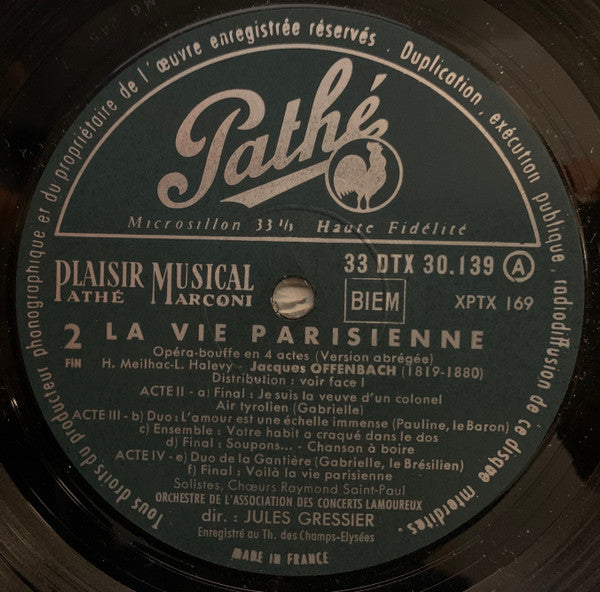 Tous droits du producteur phonographique et du propriétaire de l'œuvre enregistrée réservés. Duplication, exécution publique, radiodiffusion de ce disque interdites.
Pathé
Microsillon 33 1/3 Haute Fidélité
PLAISIR MUSICAL
PATHÉ MARCONI
33 DTX 30.139 A
BIEM
XPTX 169
2 LA VIE PARISIENNE
FIN
Opéra-bouffe en 4 actes (Version abrégée)
H. Meilhac-L. Halevy - Jacques OFFENBACH (1819-1880)
Distribution : voir face I
ACTE II - a) Final : Je suis la veuve d'un colonel
Air tyrolien (Gabrielle)
ACTE III - b) Duo : L'amour est une échelle immense (Pauline, le Baron)
c) Ensemble : Votre habit a craqué dans le dos
d) Final : Soupons... - Chanson à boire
ACTE IV - e) Duo de la Gantière (Gabrielle, le Brésilien)
f) Final : Voilà la vie parisienne
Solistes, Chœurs Raymond Saint-Paul
ORCHESTRE DE L'ASSOCIATION DES CONCERTS LAMOUREUX
dir. : JULES GRESSIER
Enregistré au Th. des Champs-Elysées
MADE IN FRANCE